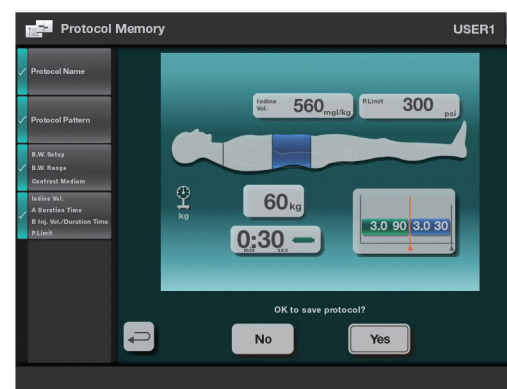 Protocol Memory
USER1
Protocol Name
Protocol Pattern
B.W. Setup
B.W. Range
Contrast Medium
Iodine Vol.
A Duration Time
B Inj. Vol./Duration Time
P.Limit
Iodine Vol. 560 mgI/kg
P.Limit 300 psi
kg
60 kg
0:30
min sec
3.0 90 3.0 30
OK to save protocol?
No
Yes